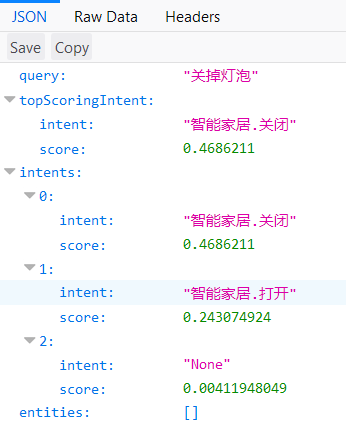 JSON Raw Data Headers
Save Copy
query: "关掉灯泡"
topScoringIntent:
intent: "智能家居.关闭"
score: 0.4686211
intents:
0:
intent: "智能家居.关闭"
score: 0.4686211
1:
intent: "智能家居.打开"
score: 0.243074924
2:
intent: "None"
score: 0.00411948049
entities: []